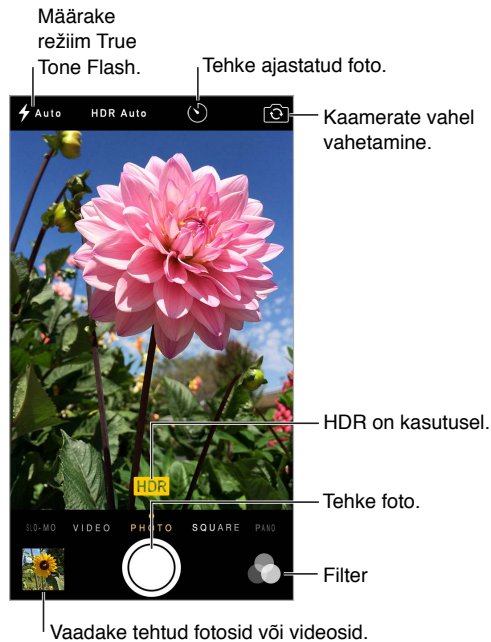 Määrake
režiim True
Tone Flash.
Tehke ajastatud foto.
Auto
HDR Auto
Kaamerate vahel
vahetamine.
HDR on kasutusel.
HDR
Tehke foto.
SLO-MO VIDEO PHOTO SQUARE PANO
Filter
Vaadake tehtud fotosid või videosid.